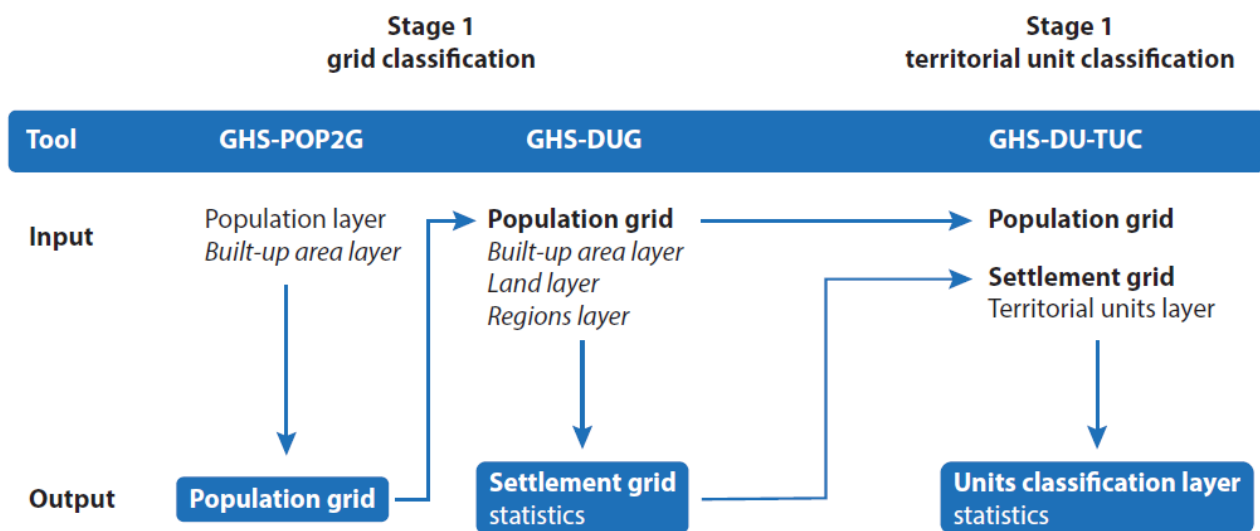 Stage 1
grid classification
Stage 1
territorial unit classification
Tool
GHS-POP2G
GHS-DUG
GHS-DU-TUC
Input
Population layer
Built-up area layer
Population grid
Built-up area layer
Land layer
Regions layer
Population grid
Settlement grid
Territorial units layer
Output
Population grid
Settlement grid
statistics
Units classification layer
statistics